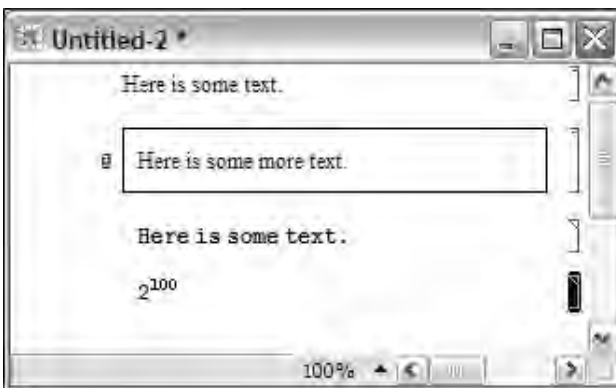 Untitled-2 *
Here is some text.
Here is some more text.
Here is some text.
2¹⁰⁰
100%